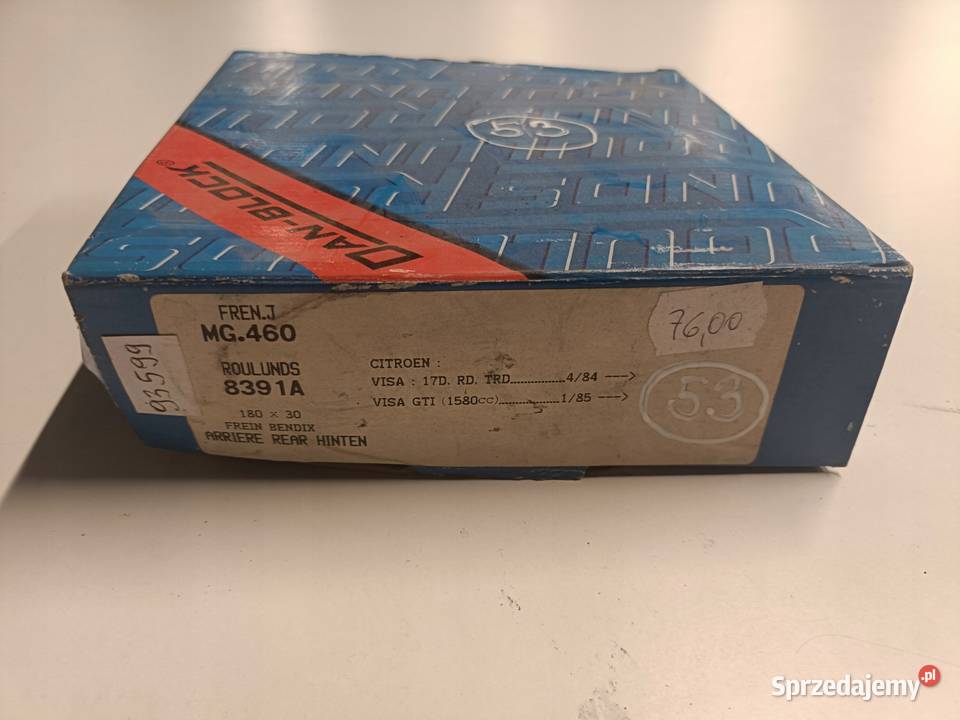 53
DAN-BLOCK®
FREN.J
MG.460
ROULUNDS
8391A
180 x 30
FREIN BENDIX
ARRIERE REAR HINTEN
93599
CITROEN :
VISA : 17D. RD. TRD................4/84 --->
VISA GTI (1580cc)..................1/85 --->
76,00
53
Sprzedajemy.pl